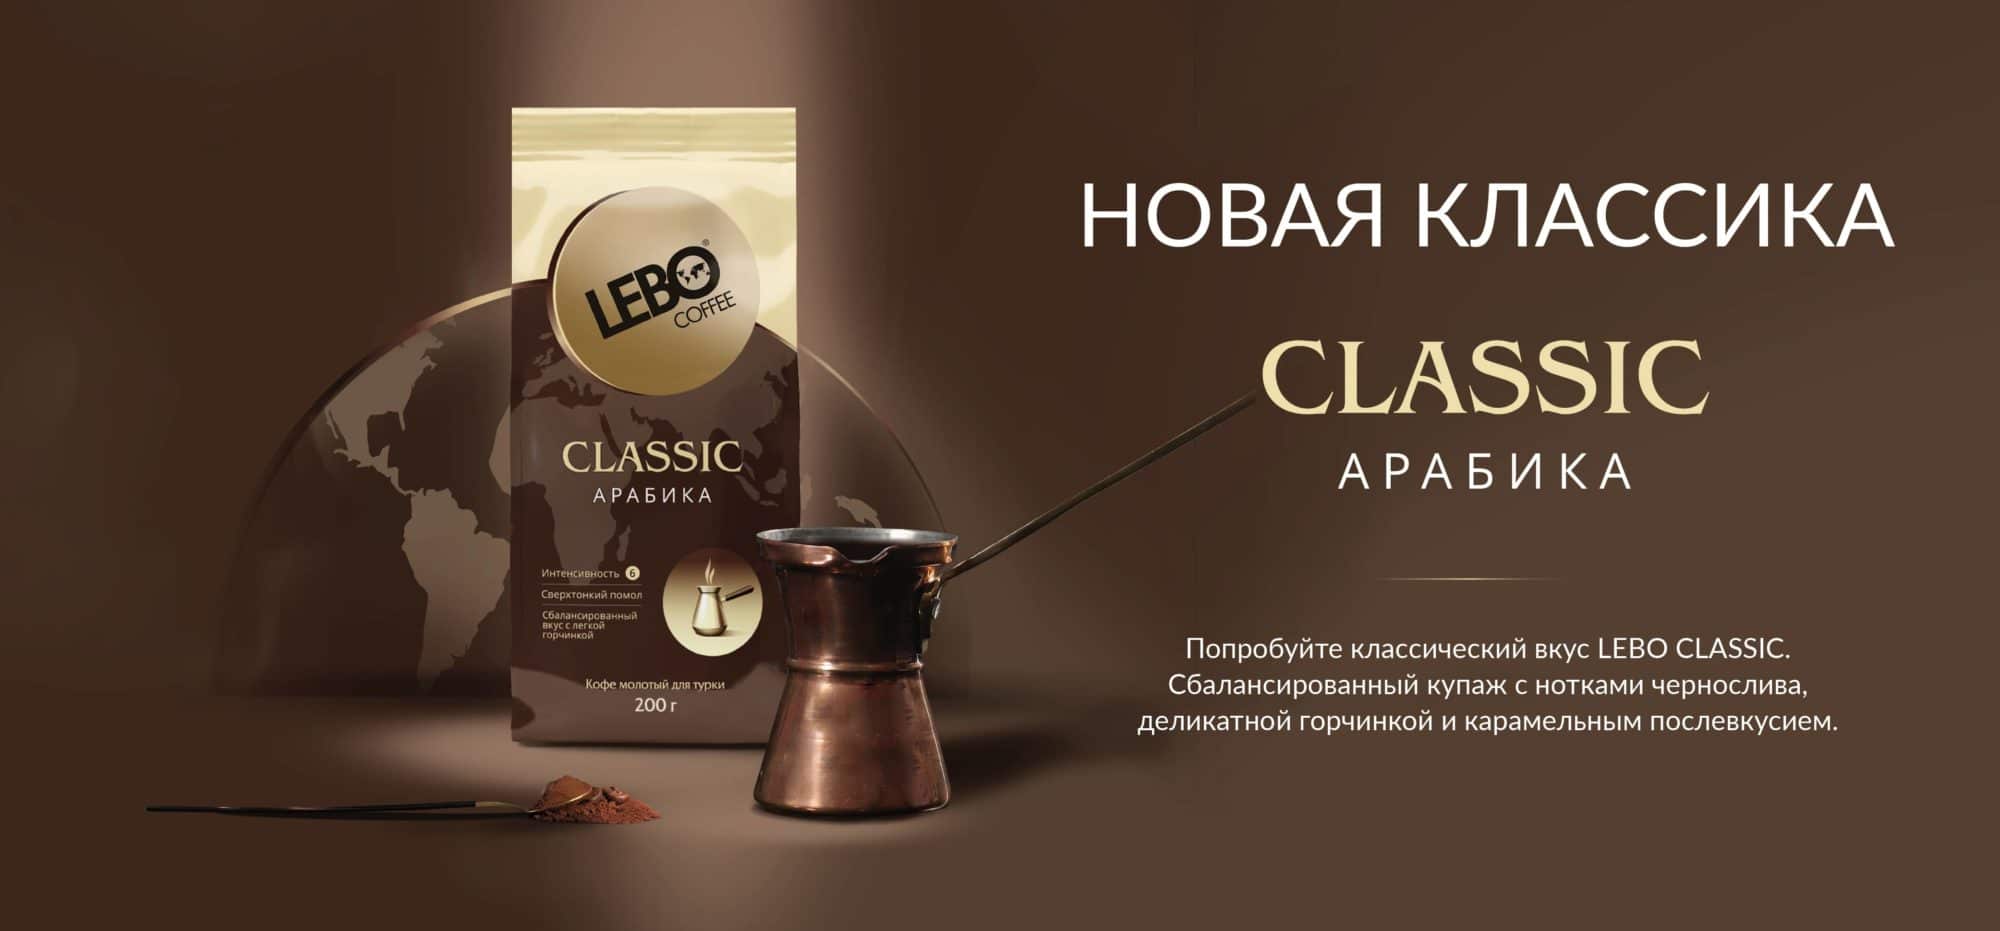 LEBO®
COFFEE
CLASSIC
АРАБИКА
Интенсивность 6
Сверхтонкий помол
Сбалансированный
вкус с легкой
горчинкой
Кофе молотый для турки
200 г
НОВАЯ КЛАССИКА
CLASSIC
АРАБИКА
Попробуйте классический вкус LEBO CLASSIC.
Сбалансированный купаж с нотками чернослива,
деликатной горчинкой и карамельным послевкусием.